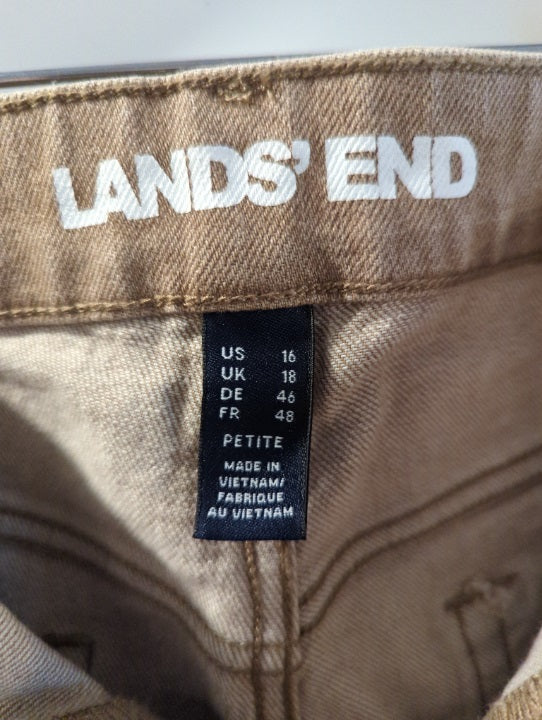 LANDS' END
US 16
UK 18
DE 46
FR 48
PETITE
MADE IN
VIETNAM/
FABRIQUE
AU VIETNAM